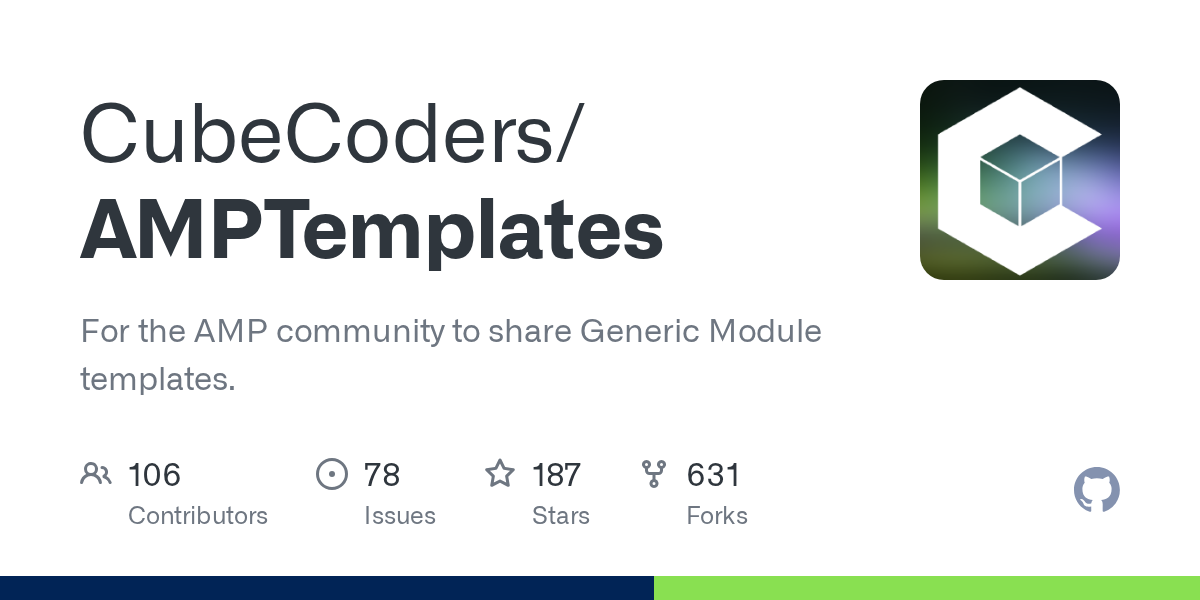 CubeCoders/
AMPTemplates
For the AMP community to share Generic Module
templates.
106 78 187 631
Contributors Issues Stars Forks